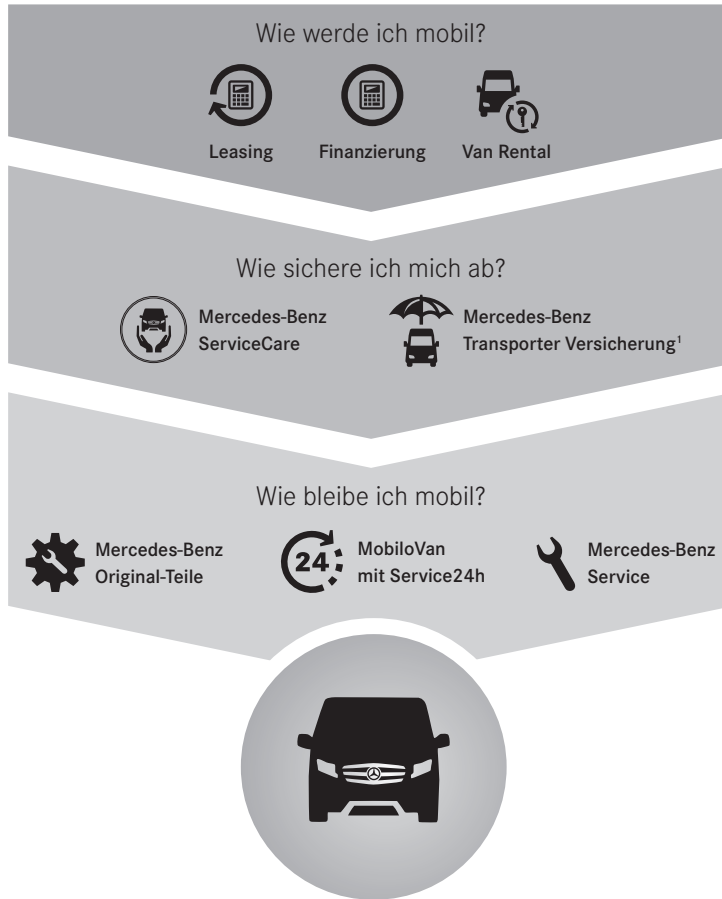 Wie werde ich mobil?
Leasing
Finanzierung
Van Rental
Wie sichere ich mich ab?
Mercedes-Benz
ServiceCare
Mercedes-Benz
Transporter Versicherung¹
Wie bleibe ich mobil?
Mercedes-Benz
Original-Teile
24
MobiloVan
mit Service24h
Mercedes-Benz
Service